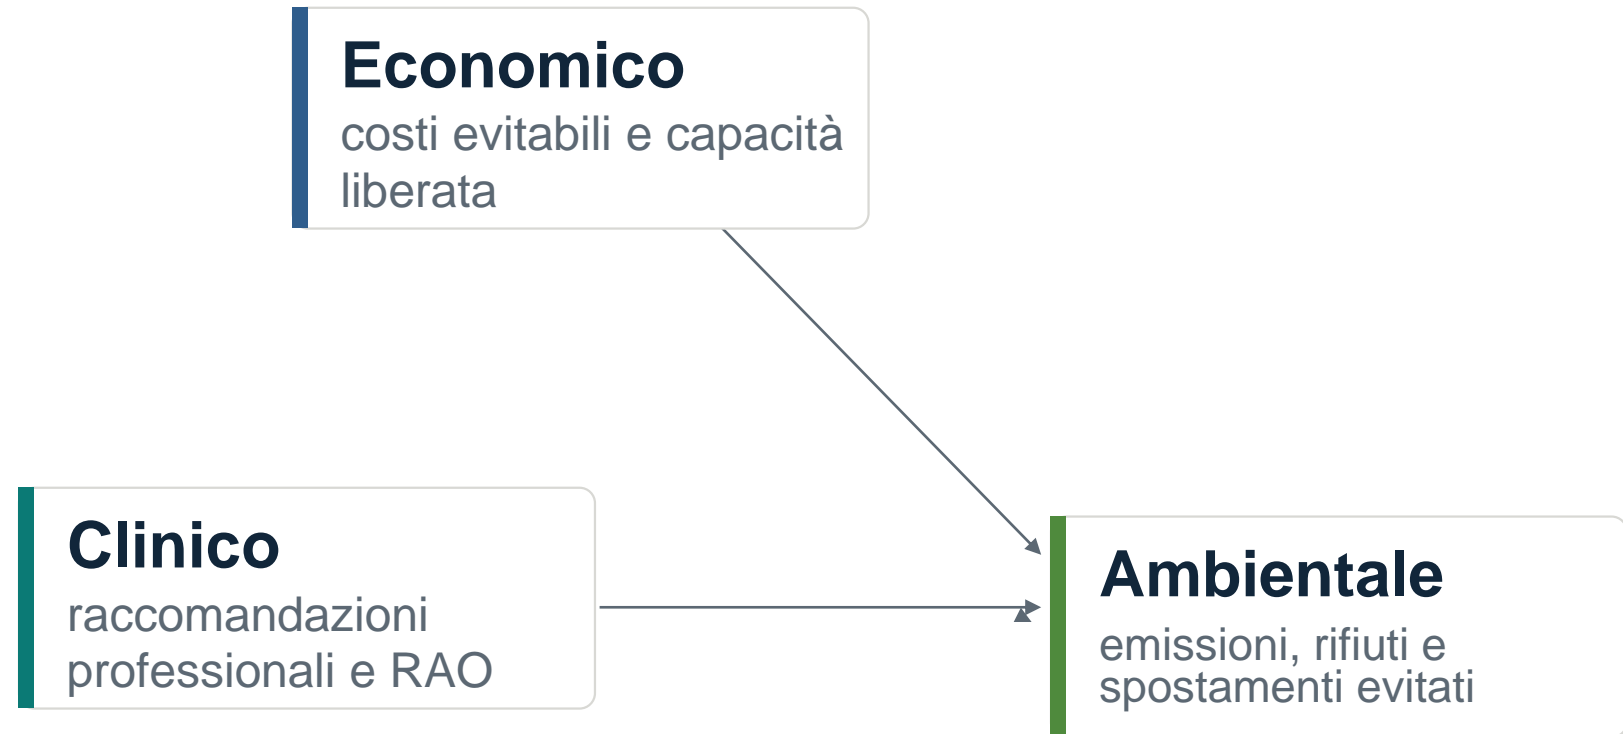 Economico
costi evitabili e capacità
liberata
Clinico
raccomandazioni
professionali e RAO
Ambientale
emissioni, rifiuti e
spostamenti evitati